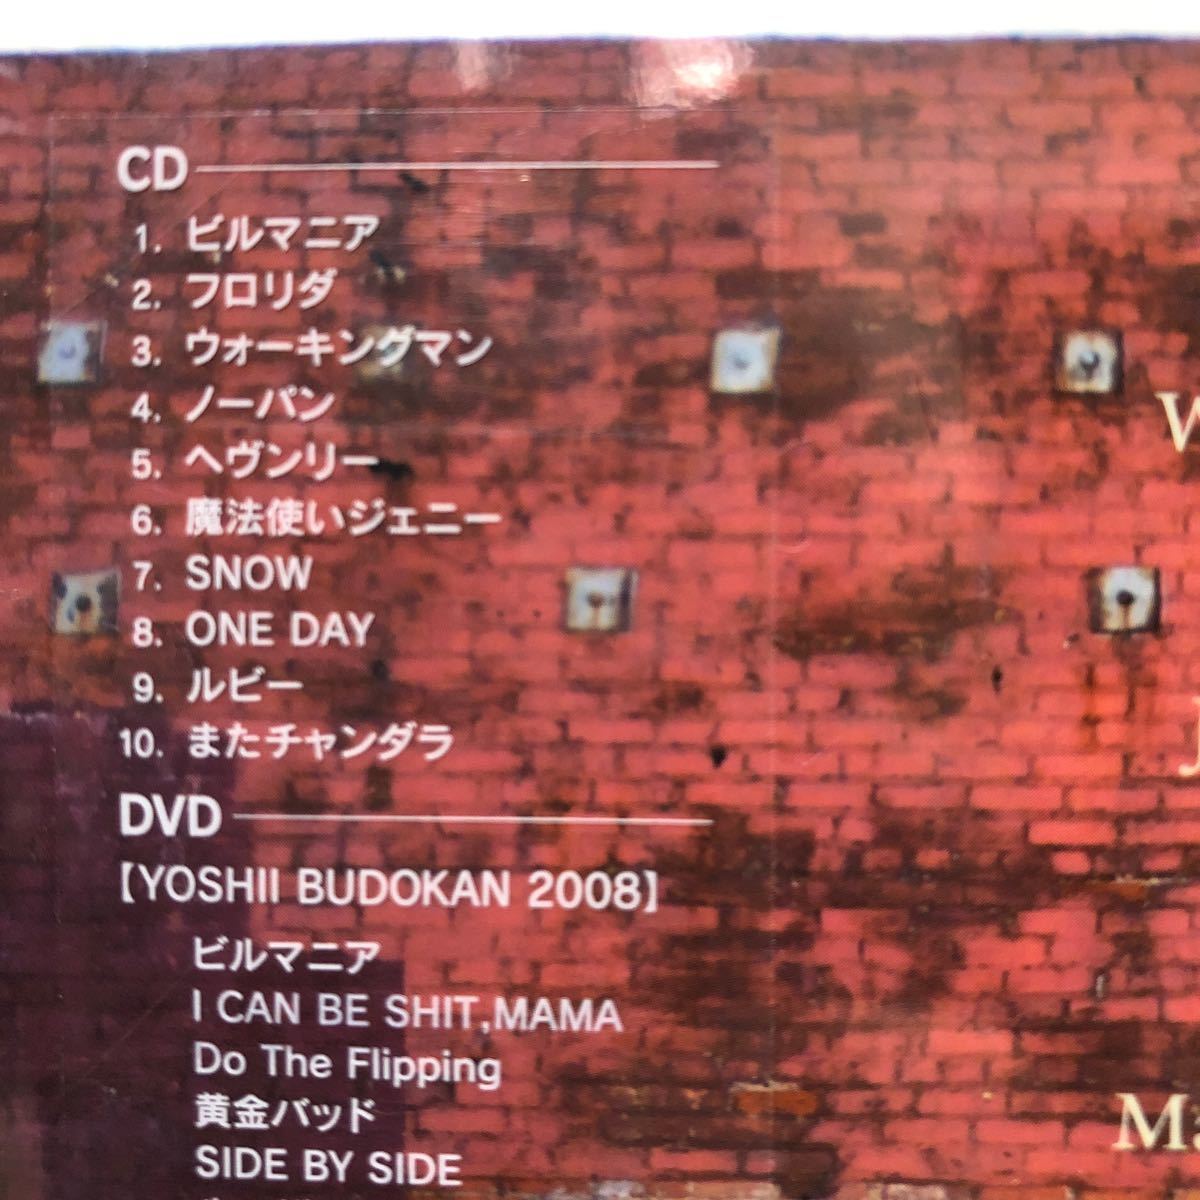 CD
1. ビルマニア
2. フロリダ
3. ウォーキングマン
4. ノーパン
5. ヘヴンリー
6. 魔法使いジェニー
7. SNOW
8. ONE DAY
9. ルビー
10. またチャンダラ
DVD
【YOSHII BUDOKAN 2008】
ビルマニア
I CAN BE SHIT,MAMA
Do The Flipping
黄金バッド
SIDE BY SIDE